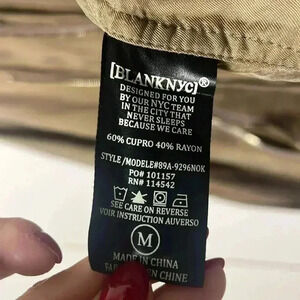 [BLANKNYC]®
DESIGNED FOR YOU
BY OUR NYC TEAM
IN THE CITY THAT
NEVER SLEEPS
BECAUSE WE CARE
60% CUPRO 40% RAYON
STYLE/MODELE#89A-9296NOK
PO# 101157
RN# 114542
SEE CARE ON REVERSE
VOIR INSTRUCTION AUVERSO
M
MADE IN CHINA
EN CHINE